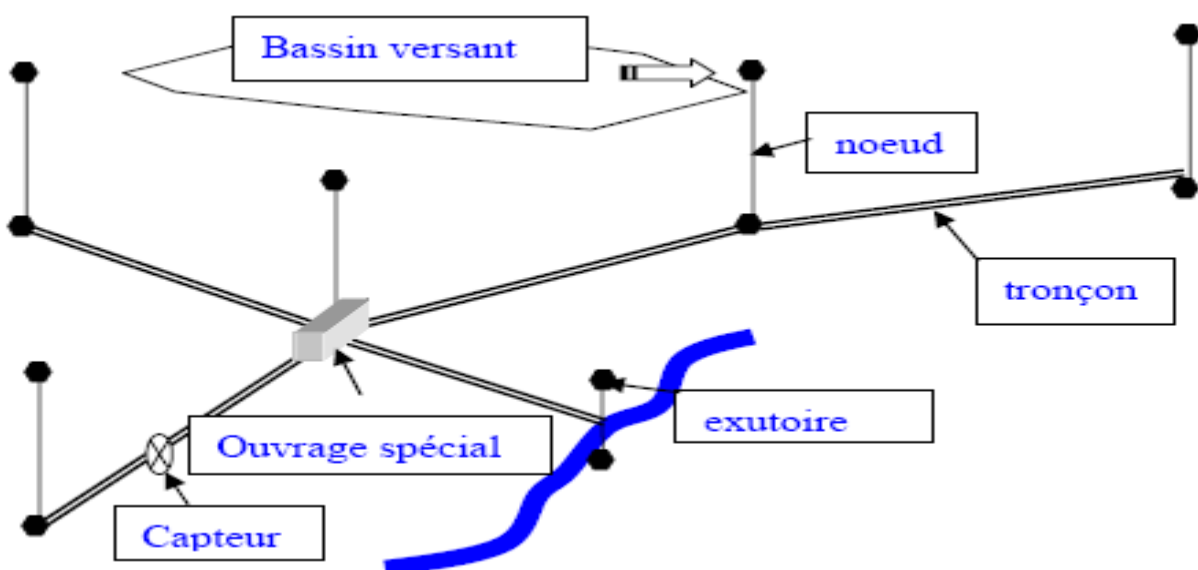 Bassin versant
noeud
tronçon
exutoire
Ouvrage spécial
Capteur